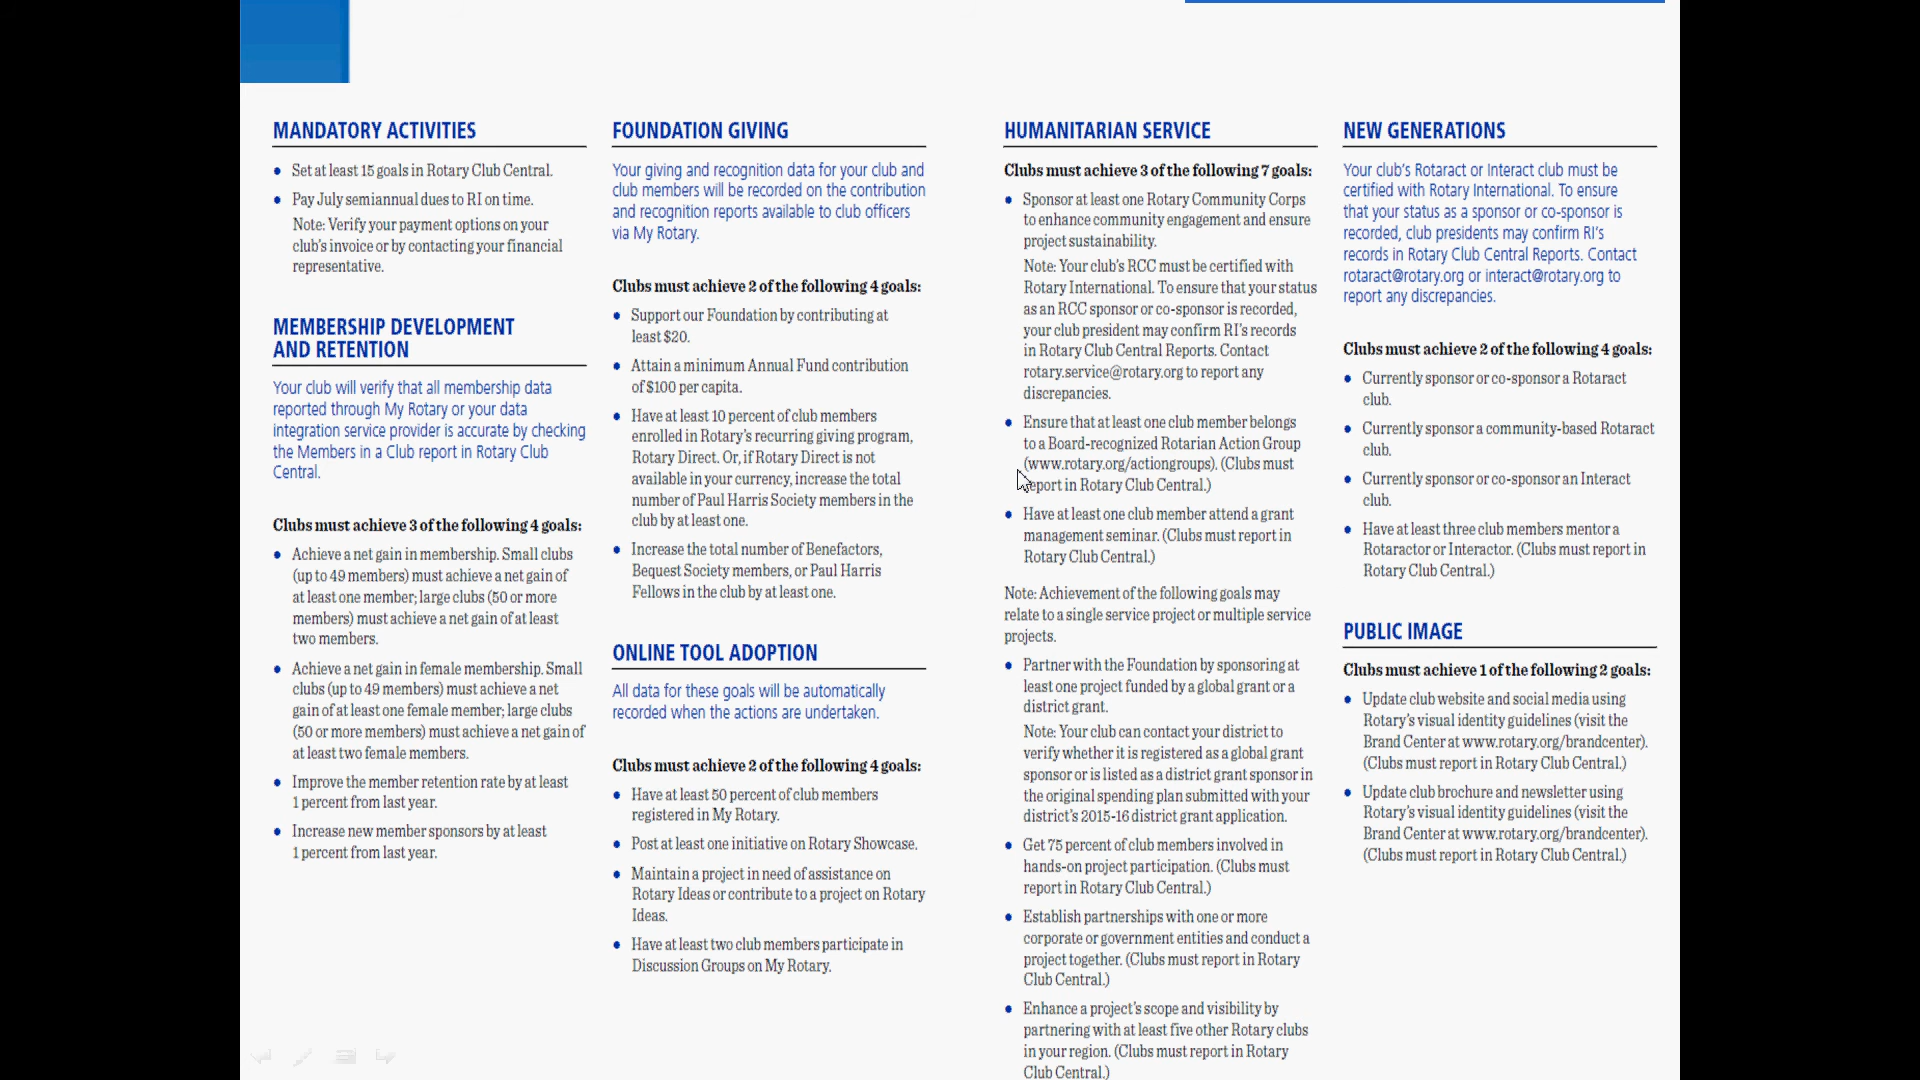 MANDATORY ACTIVITIES
Set at least 15 goals in Rotary Club Central.
Pay July semiannual dues to RI on time.
Note: Verify your payment options on your
club's invoice or by contacting your financial
representative.
MEMBERSHIP DEVELOPMENT
AND RETENTION
Your club will verify that all membership data
reported through My Rotary or your data
integration service provider is accurate by checking
the Members in a Club report in Rotary Club
Central.
Clubs must achieve 3 of the following 4 goals:
Achieve a net gain in membership. Small clubs
(up to 49 members) must achieve a net gain of
at least one member; large clubs (50 or more
members) must achieve a net gain of at least
two members.
Achieve a net gain in female membership. Small
clubs (up to 49 members) must achieve a net
gain of at least one female member; large clubs
(50 or more members) must achieve a net gain of
at least two female members.
Improve the member retention rate by at least
1 percent from last year.
Increase new member sponsors by at least
1 percent from last year.
FOUNDATION GIVING
Your giving and recognition data for your club and
club members will be recorded on the contribution
and recognition reports available to club officers
via My Rotary.
Clubs must achieve 2 of the following 4 goals:
Support our Foundation by contributing at
least $20.
Attain a minimum Annual Fund contribution
of $100 per capita.
Have at least 10 percent of club members
enrolled in Rotary's recurring giving program,
Rotary Direct. Or, if Rotary Direct is not
available in your currency, increase the total
number of Paul Harris Society members in the
club by at least one.
Increase the total number of Benefactors,
Bequest Society members, or Paul Harris
Fellows in the club by at least one.
ONLINE TOOL ADOPTION
All data for these goals will be automatically
recorded when the actions are undertaken.
Clubs must achieve 2 of the following 4 goals:
Have at least 50 percent of club members
registered in My Rotary.
Post at least one initiative on Rotary Showcase.
Maintain a project in need of assistance on
Rotary Ideas or contribute to a project on Rotary
Ideas.
Have at least two club members participate in
Discussion Groups on My Rotary.
HUMANITARIAN SERVICE
Clubs must achieve 3 of the following 7 goals:
Sponsor at least one Rotary Community Corps
to enhance community engagement and ensure
project sustainability.
Note: Your club's RCC must be certified with
Rotary International. To ensure that your status
as an RCC sponsor or co-sponsor is recorded,
your club president may confirm RI's records
in Rotary Club Central Reports. Contact
rotary.service@rotary.org to report any
discrepancies.
Ensure that at least one club member belongs
to a Board-recognized Rotarian Action Group
(www.rotary.org/actiongroups). (Clubs must
report in Rotary Club Central.)
Have at least one club member attend a grant
management seminar. (Clubs must report in
Rotary Club Central.)
Note: Achievement of the following goals may
relate to a single service project or multiple service
projects.
Partner with the Foundation by sponsoring at
least one project funded by a global grant or a
district grant.
Note: Your club can contact your district to
verify whether it is registered as a global grant
sponsor or is listed as a district grant sponsor in
the original spending plan submitted with your
district's 2015-16 district grant application.
Get 75 percent of club members involved in
hands-on project participation. (Clubs must
report in Rotary Club Central.)
Establish partnerships with one or more
corporate or government entities and conduct a
project together. (Clubs must report in Rotary
Club Central.)
Enhance a project's scope and visibility by
partnering with at least five other Rotary clubs
in your region. (Clubs must report in Rotary
Club Central.)
NEW GENERATIONS
Your club's Rotaract or Interact club must be
certified with Rotary International. To ensure
that your status as a sponsor or co-sponsor is
recorded, club presidents may confirm RI's
records in Rotary Club Central Reports. Contact
rotaract@rotary.org or interact@rotary.org to
report any discrepancies.
Clubs must achieve 2 of the following 4 goals:
Currently sponsor or co-sponsor a Rotaract
club.
Currently sponsor a community-based Rotaract
club.
Currently sponsor or co-sponsor an Interact
club.
Have at least three club members mentor a
Rotaractor or Interactor. (Clubs must report in
Rotary Club Central.)
PUBLIC IMAGE
Clubs must achieve 1 of the following 2 goals:
Update club website and social media using
Rotary's visual identity guidelines (visit the
Brand Center at www.rotary.org/brandcenter).
(Clubs must report in Rotary Club Central.)
Update club brochure and newsletter using
Rotary's visual identity guidelines (visit the
Brand Center at www.rotary.org/brandcenter).
(Clubs must report in Rotary Club Central.)